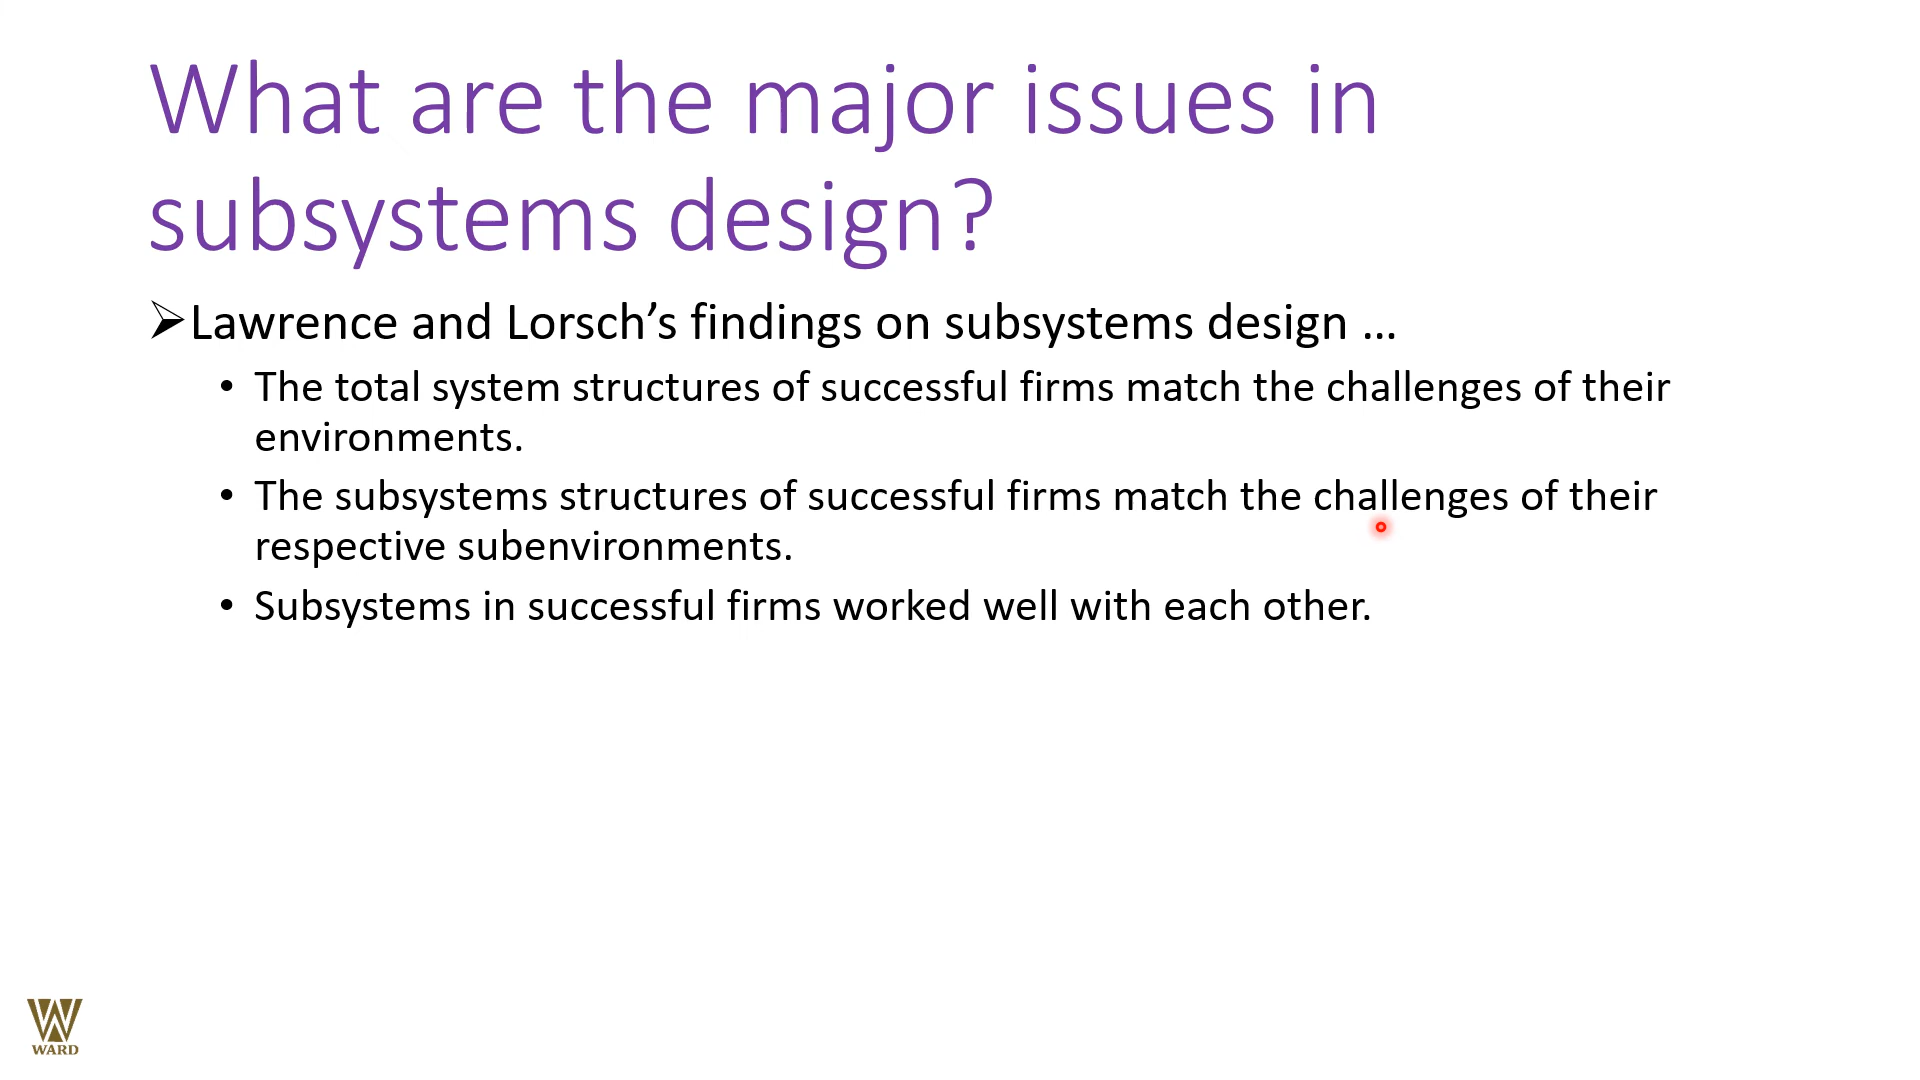 What are the major issues in
subsystems design?
➢Lawrence and Lorsch’s findings on subsystems design …
• The total system structures of successful firms match the challenges of their
environments.
• The subsystems structures of successful firms match the challenges of their
respective subenvironments.
• Subsystems in successful firms worked well with each other.
WARD